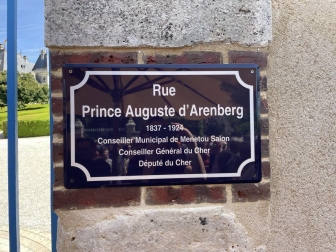 Rue
Prince Auguste d'Arenberg
1837 - 1924
Conseiller Municipal de Menetou Salon
Conseiller Général du Cher
Député du Cher